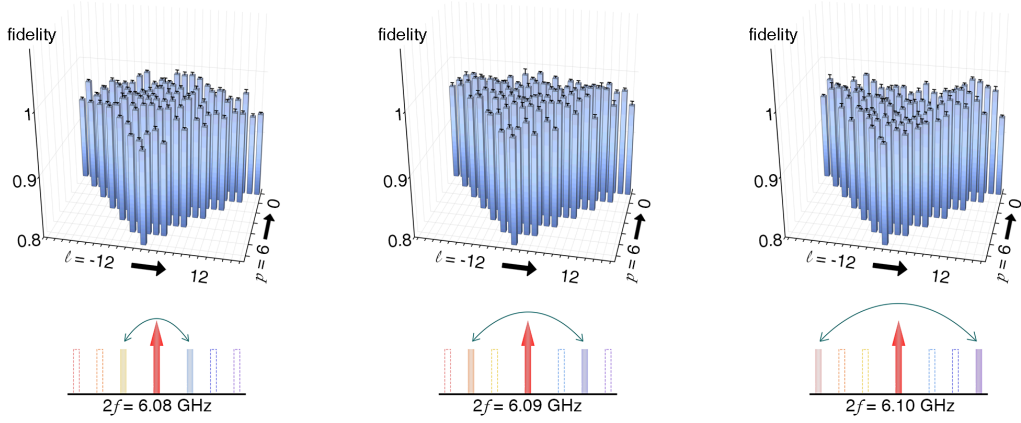 fidelity
1
0.9
0.8
ℓ = -12
12
p = 6
0
2f = 6.08 GHz
fidelity
1
0.9
0.8
ℓ = -12
12
p = 6
0
2f = 6.09 GHz
fidelity
1
0.9
0.8
ℓ = -12
12
p = 6
0
2f = 6.10 GHz